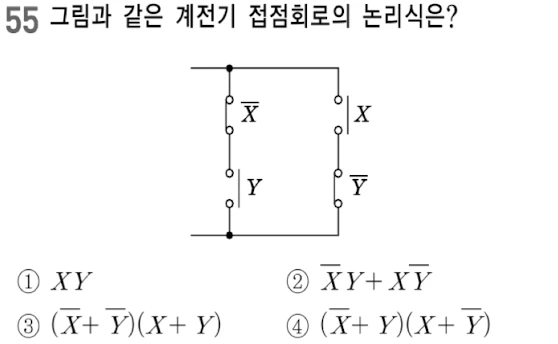 55 그림과 같은 계전기 접점회로의 논리식은?
X̅ X
Y Y̅
① XY ② X̅Y+XY̅
③ (X̅+Y̅)(X+Y) ④ (X̅+Y)(X+Y̅)